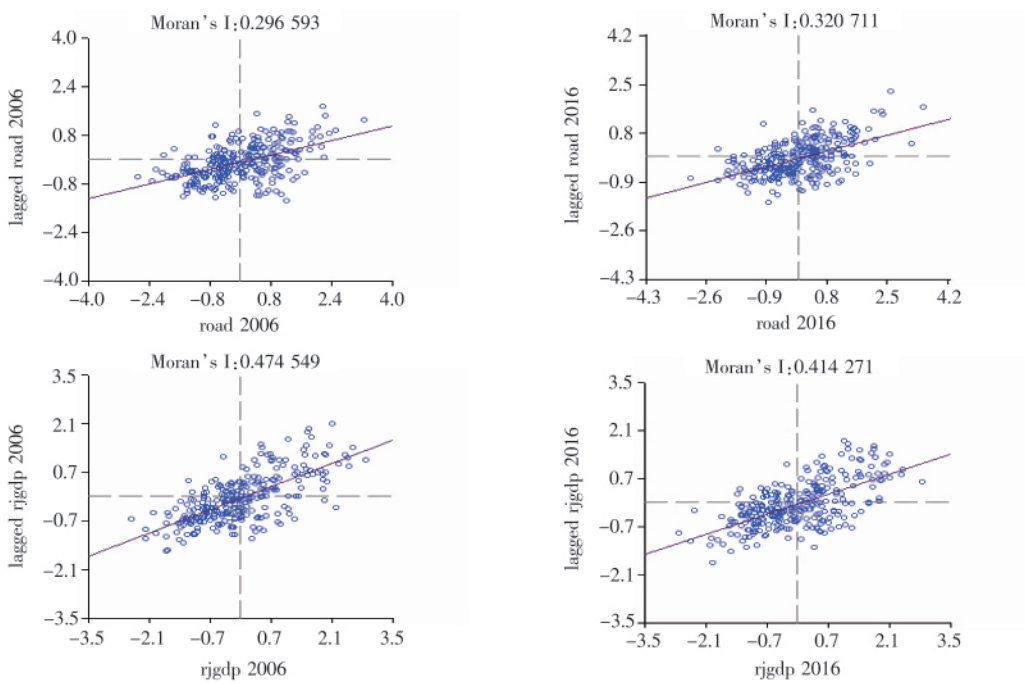 Moran's I:0.296 593
4.0
2.4
0.8
−0.8
−2.4
−4.0
lagged road 2006
−4.0 −2.4 −0.8 0.8 2.4 4.0
road 2006
Moran's I:0.320 711
4.2
2.5
0.8
−0.9
−2.6
−4.3
lagged road 2016
−4.3 −2.6 −0.9 0.8 2.5 4.2
road 2016
Moran's I:0.474 549
3.5
2.1
0.7
−0.7
−2.1
−3.5
lagged rjgdp 2006
−3.5 −2.1 −0.7 0.7 2.1 3.5
rjgdp 2006
Moran's I:0.414 271
3.5
2.1
0.7
−0.7
−2.1
−3.5
lagged rjgdp 2016
−3.5 −2.1 −0.7 0.7 2.1 3.5
rjgdp 2016